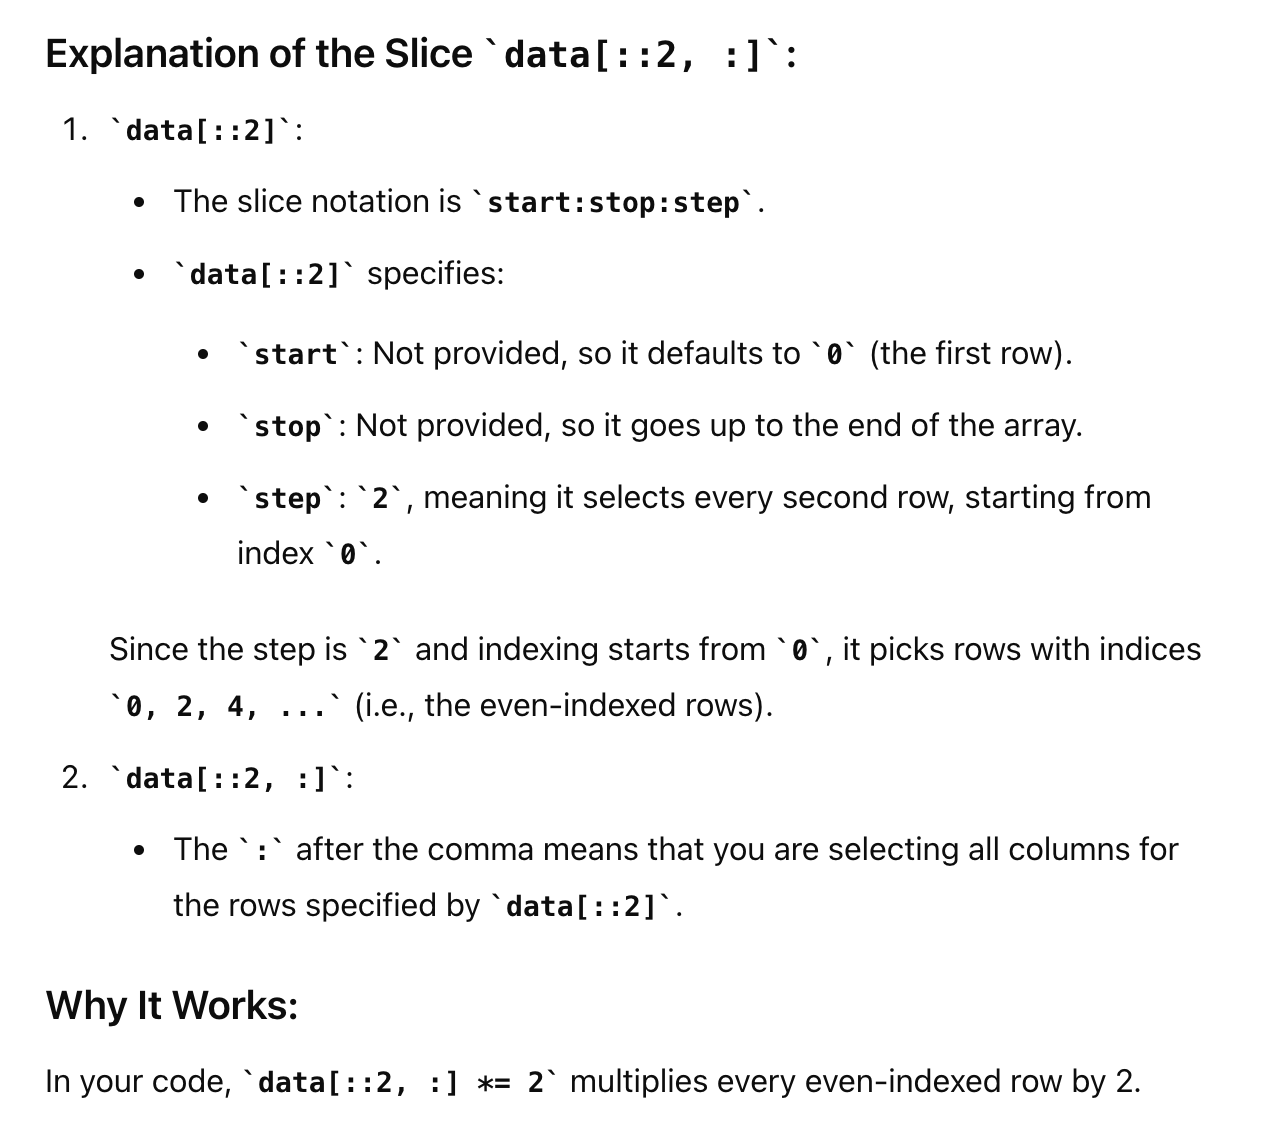 Explanation of the Slice `data[::2, :]`:
1. `data[::2]`:
• The slice notation is `start:stop:step`.
• `data[::2]` specifies:
• `start`: Not provided, so it defaults to `0` (the first row).
• `stop`: Not provided, so it goes up to the end of the array.
• `step`: `2`, meaning it selects every second row, starting from
index `0`.
Since the step is `2` and indexing starts from `0`, it picks rows with indices
`0, 2, 4, ...` (i.e., the even-indexed rows).
2. `data[::2, :]`:
• The `:` after the comma means that you are selecting all columns for
the rows specified by `data[::2]`.
Why It Works:
In your code, `data[::2, :] *= 2` multiplies every even-indexed row by 2.